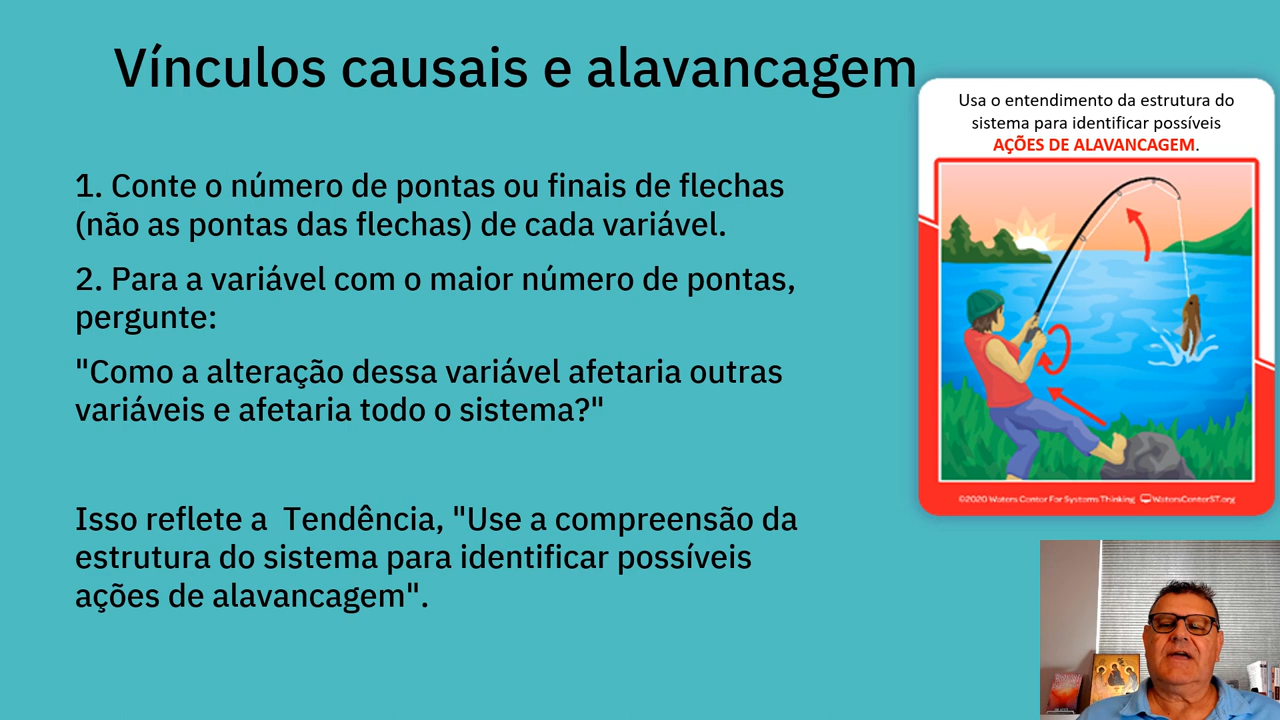 Vínculos causais e alavancagem
1. Conte o número de pontas ou finais de flechas
(não as pontas das flechas) de cada variável.
2. Para a variável com o maior número de pontas,
pergunte:
"Como a alteração dessa variável afetaria outras
variáveis e afetaria todo o sistema?"
Isso reflete a  Tendência, "Use a compreensão da
estrutura do sistema para identificar possíveis
ações de alavancagem".
Usa o entendimento da estrutura do
sistema para identificar possíveis
AÇÕES DE ALAVANCAGEM.
©2020 Waters Center For Systems Thinking WatersCenterST.org